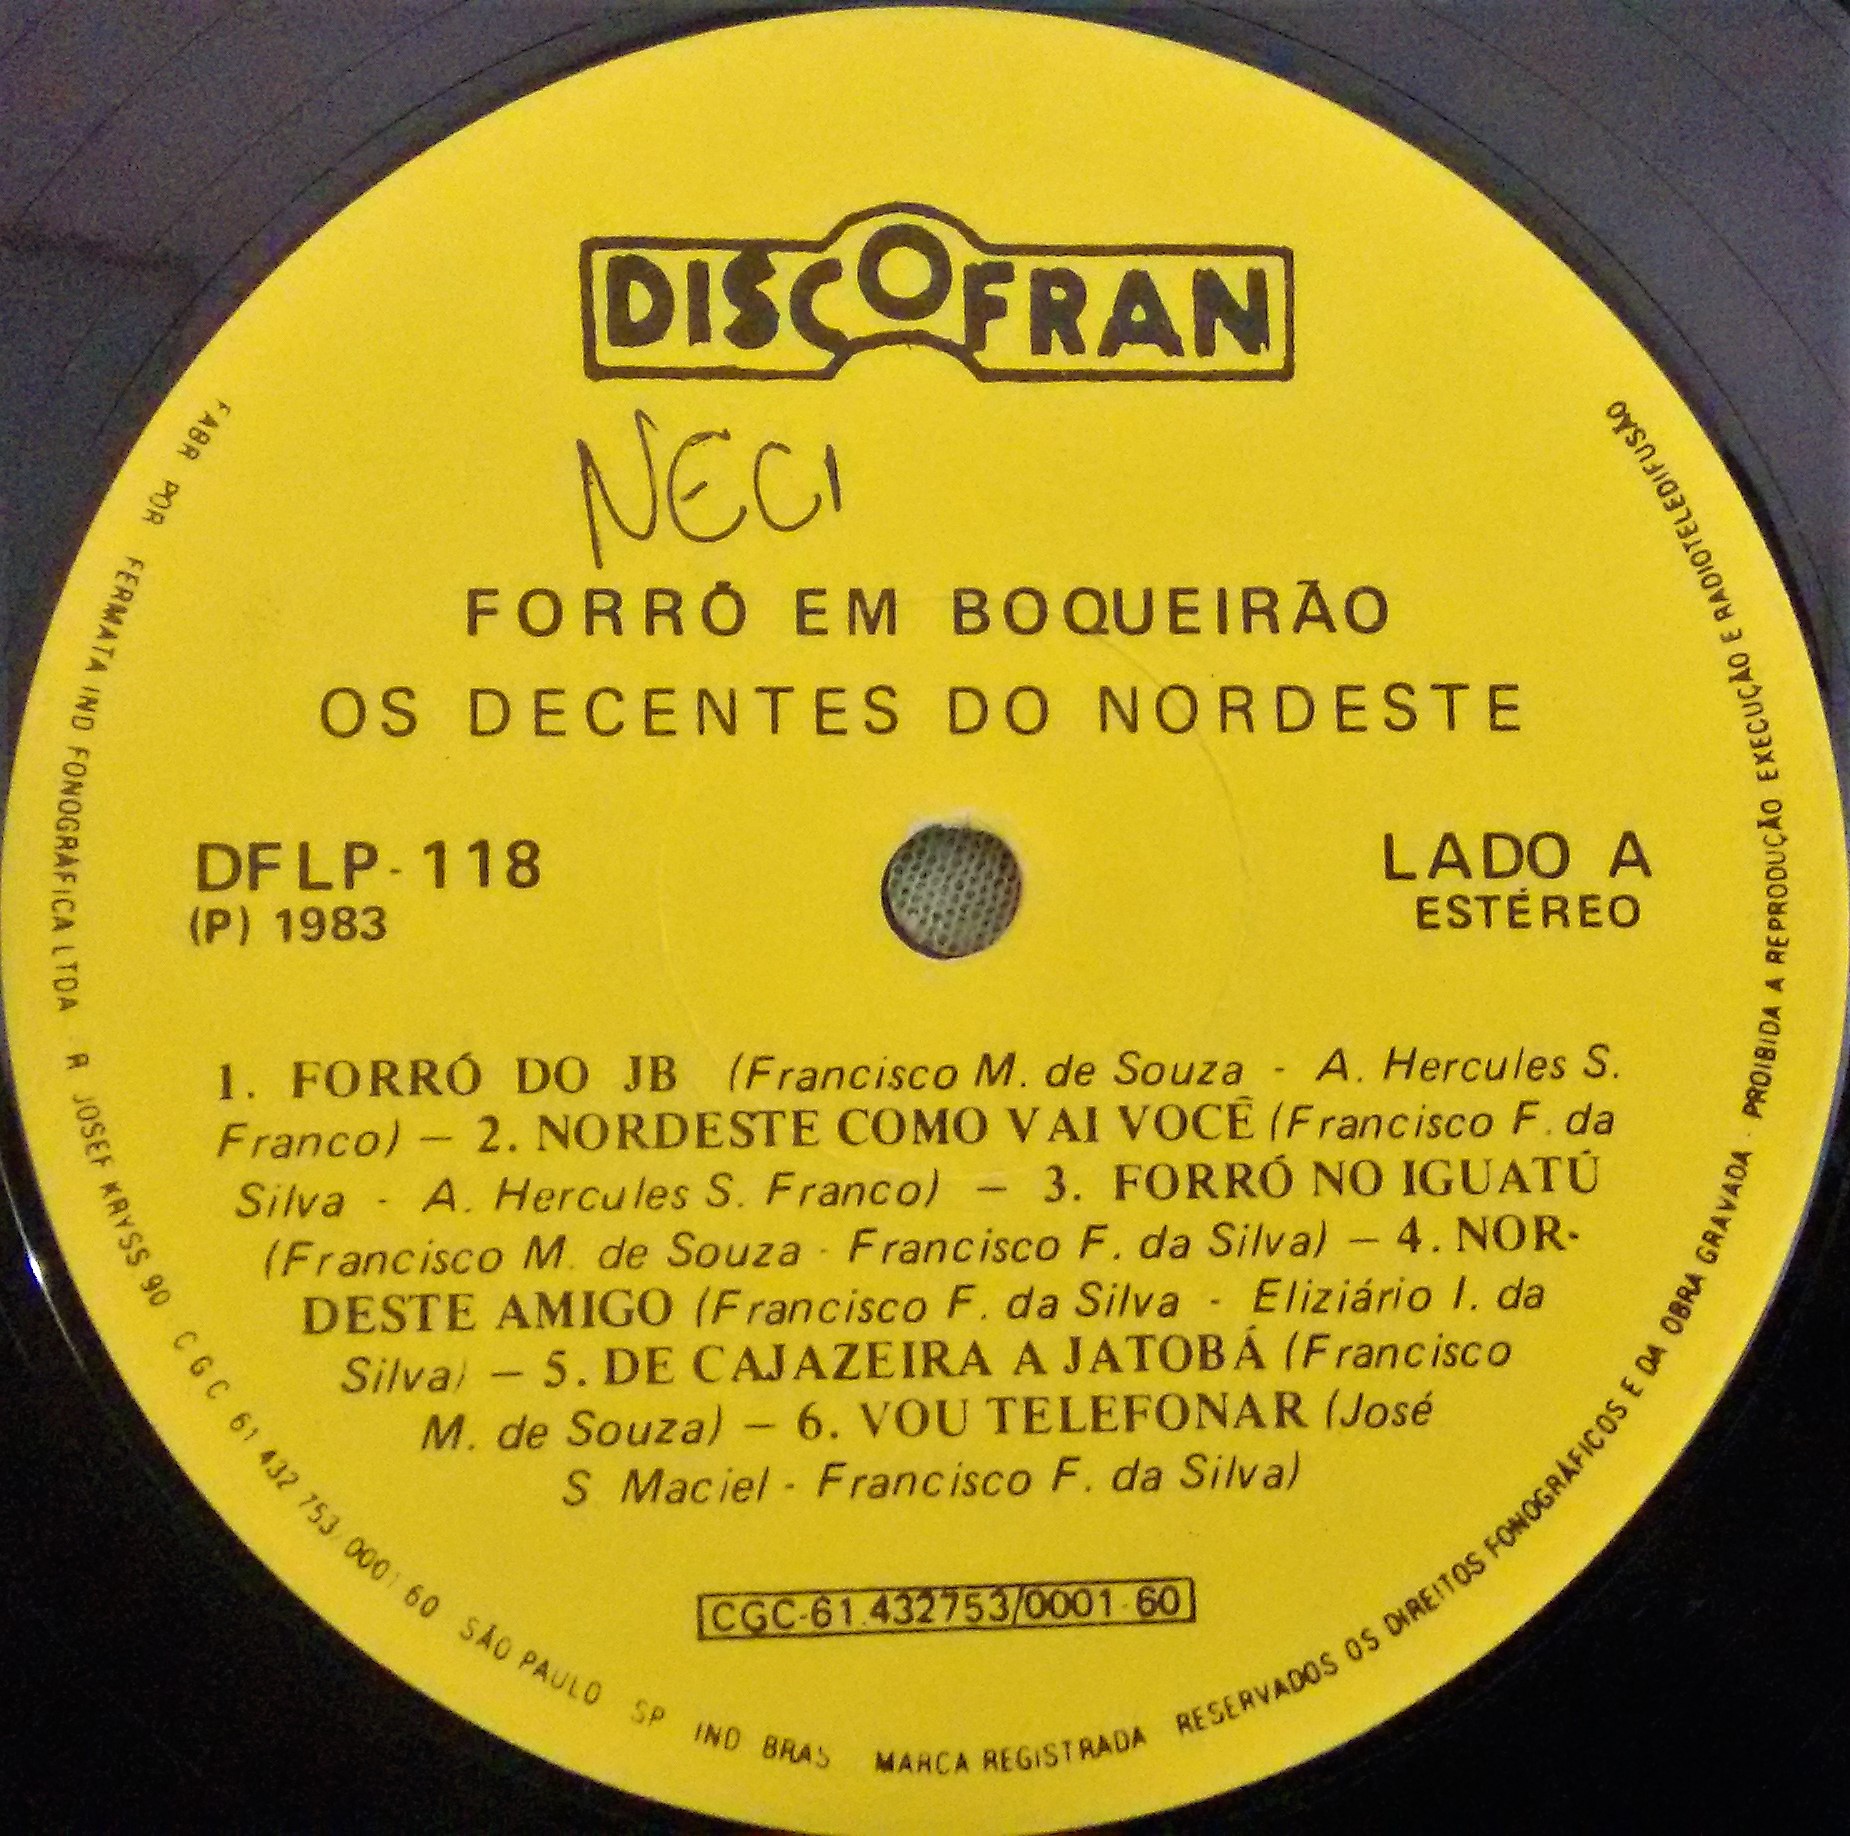 DISCOFRAN
NECI
FORRÓ EM BOQUEIRÃO
OS DECENTES DO NORDESTE
DFLP-118
(P) 1983
LADO A
ESTÉREO
1. FORRÓ DO JB (Francisco M. de Souza - A. Hercules S.
Franco) — 2. NORDESTE COMO VAI VOCÊ (Francisco F. da
Silva - A. Hercules S. Franco) — 3. FORRÓ NO IGUATÚ
(Francisco M. de Souza - Francisco F. da Silva) — 4. NOR-
DESTE AMIGO (Francisco F. da Silva - Eliziário I. da
Silva) — 5. DE CAJAZEIRA A JATOBÁ (Francisco
M. de Souza) — 6. VOU TELEFONAR (José
S Maciel - Francisco F. da Silva)
CGC-61.432753/0001-60
FABR POR FERMATA IND FONOGRÁFICA LTDA R JOSEF KRYSS 90 CGC 61 432 753/0001 60 SÃO PAULO SP IND BRAS MARCA REGISTRADA RESERVADOS OS DIREITOS FONOGRÁFICOS E DA OBRA GRAVADA · PROIBIDA A REPRODUÇÃO EXECUÇÃO E RADIOTELEDIFUSÃO